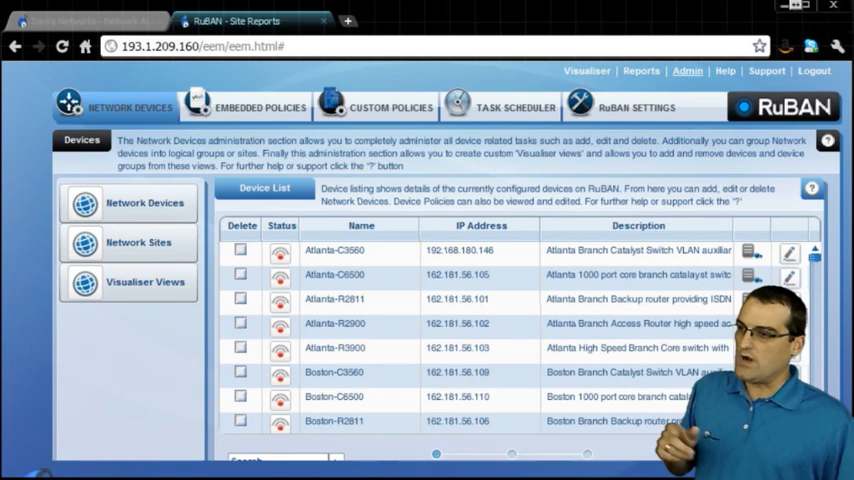 RuBAN - Site Reports
193.1.209.160/eem/eem.html#
Visualiser | Reports | Admin | Help | Support | Logout
NETWORK DEVICES
EMBEDDED POLICIES
CUSTOM POLICIES
TASK SCHEDULER
RuBAN SETTINGS
RuBAN
Devices
The Network Devices administration section allows you to completely administer all device related tasks such as add, edit and delete. Additionally you can group Network
devices into logical groups or sites. Finally this administration section allows you to create custom 'Visualiser views' and allows you to add and remove devices and device
groups from these views. For further help or support click the '?' button
?
Network Devices
Network Sites
Visualiser Views
Device List
Device listing shows details of the currently configured devices on RuBAN. From here you can add, edit or delete
Network Devices. Device Policies can also be viewed and edited. For further help or support click the '?'
?
Delete Status Name IP Address Description
Atlanta-C3560 192.168.180.146 Atlanta Branch Catalyst Switch VLAN auxiliar
Atlanta-C6500 162.181.56.105 Atlanta 1000 port core branch catalayst switc
Atlanta-R2811 162.181.56.101 Atlanta Branch Backup router providing ISDN
Atlanta-R2900 162.181.56.102 Atlanta Branch Access Router high speed ac
Atlanta-R3900 162.181.56.103 Atlanta High Speed Branch Core switch with
Boston-C3560 162.181.56.109 Boston Branch Catalyst Switch VLAN
Boston-C6500 162.181.56.110 Boston 1000 port core branch
Boston-R2811 162.181.56.106 Boston Branch Backup router